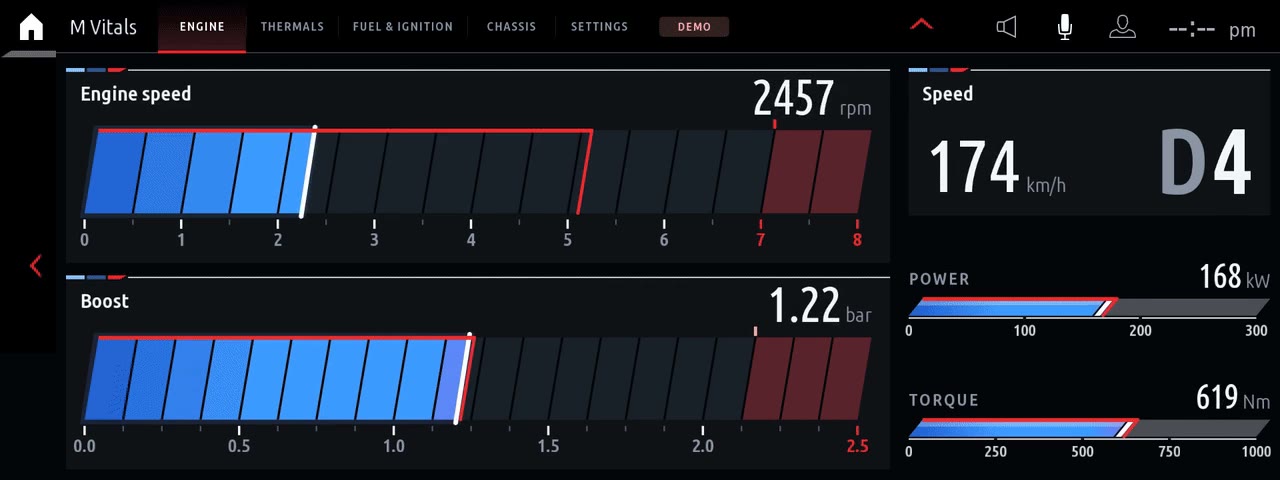 M Vitals
ENGINE
THERMALS
FUEL & IGNITION
CHASSIS
SETTINGS
DEMO
--:-- pm
Engine speed
2457 rpm
0 1 2 3 4 5 6 7 8
Speed
174 km/h
D4
Boost
1.22 bar
0.0 0.5 1.0 1.5 2.0 2.5
POWER
168 kW
0 100 200 300
TORQUE
619 Nm
0 250 500 750 1000